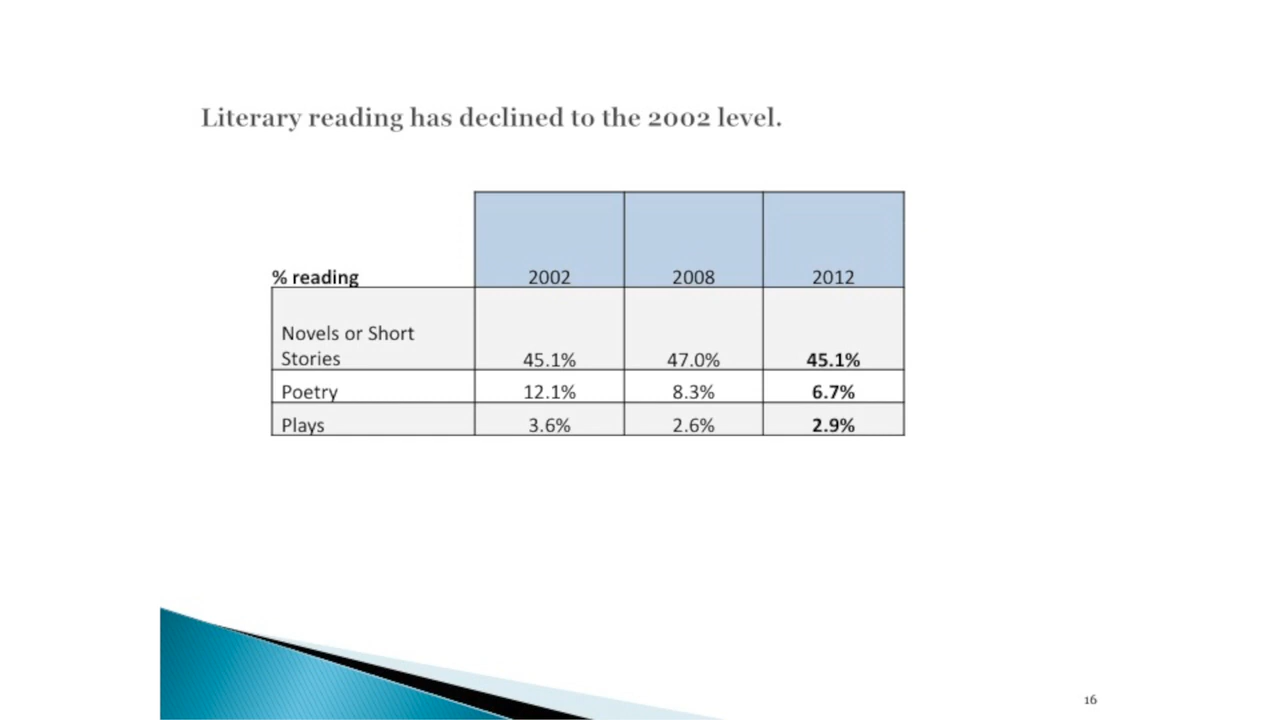 Literary reading has declined to the 2002 level.
% reading 2002 2008 2012
Novels or Short
Stories 45.1% 47.0% 45.1%
Poetry 12.1% 8.3% 6.7%
Plays 3.6% 2.6% 2.9%
16